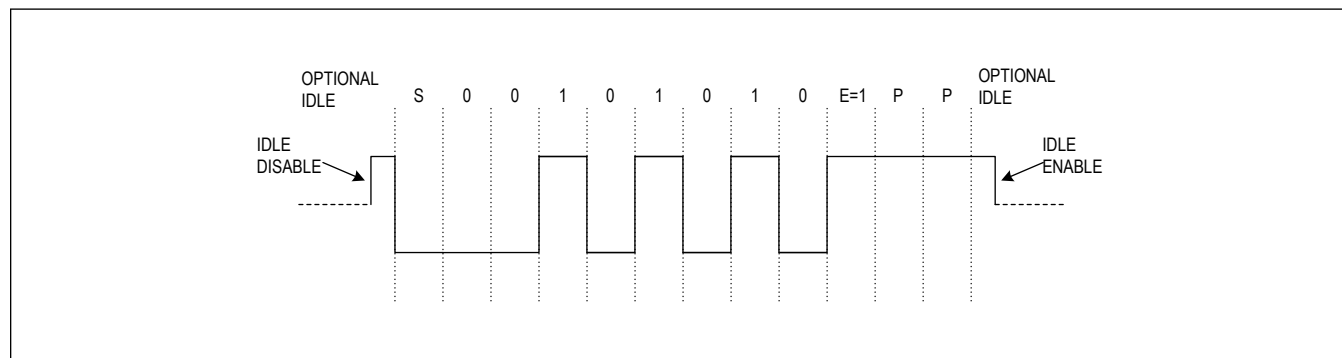 OPTIONAL
IDLE
S 0 0 1 0 1 0 1 0 E=1 P P
OPTIONAL
IDLE
IDLE
DISABLE
IDLE
ENABLE